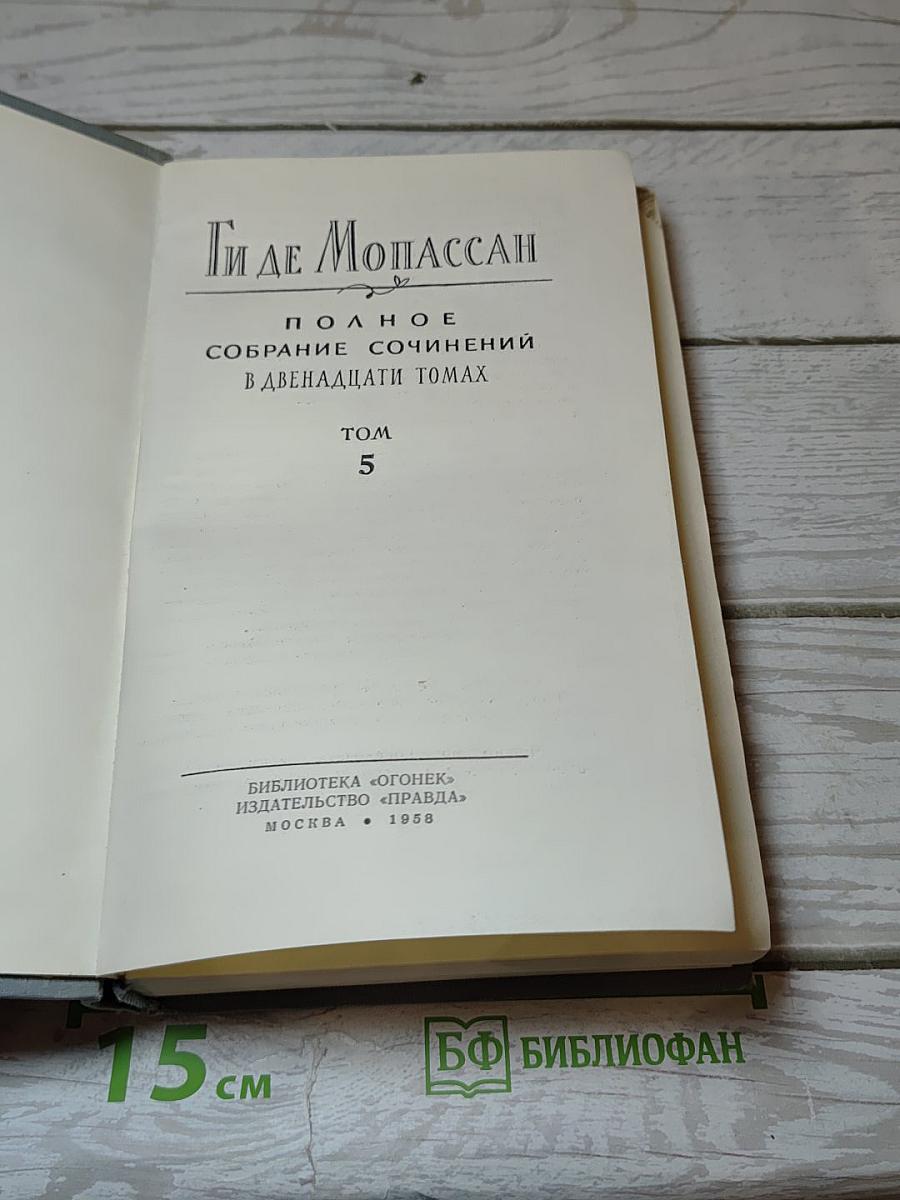 Ги де Мопассан
ПОЛНОЕ
СОБРАНИЕ СОЧИНЕНИЙ
В ДВЕНАДЦАТИ ТОМАХ
ТОМ
5
БИБЛИОТЕКА «ОГОНЕК»
ИЗДАТЕЛЬСТВО «ПРАВДА»
МОСКВА • 1958
15 см
БФ БИБЛИОФАН